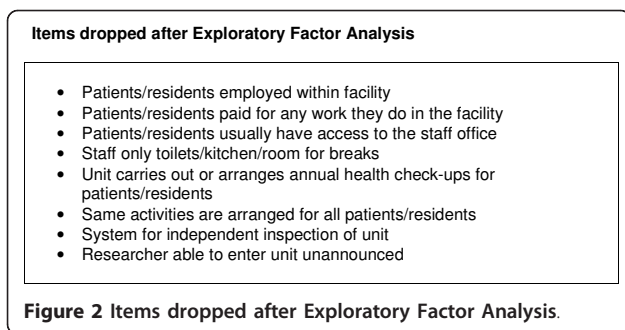 Items dropped after Exploratory Factor Analysis
• Patients/residents employed within facility
• Patients/residents paid for any work they do in the facility
• Patients/residents usually have access to the staff office
• Staff only toilets/kitchen/room for breaks
• Unit carries out or arranges annual health check-ups for
patients/residents
• Same activities are arranged for all patients/residents
• System for independent inspection of unit
• Researcher able to enter unit unannounced
Figure 2 Items dropped after Exploratory Factor Analysis.